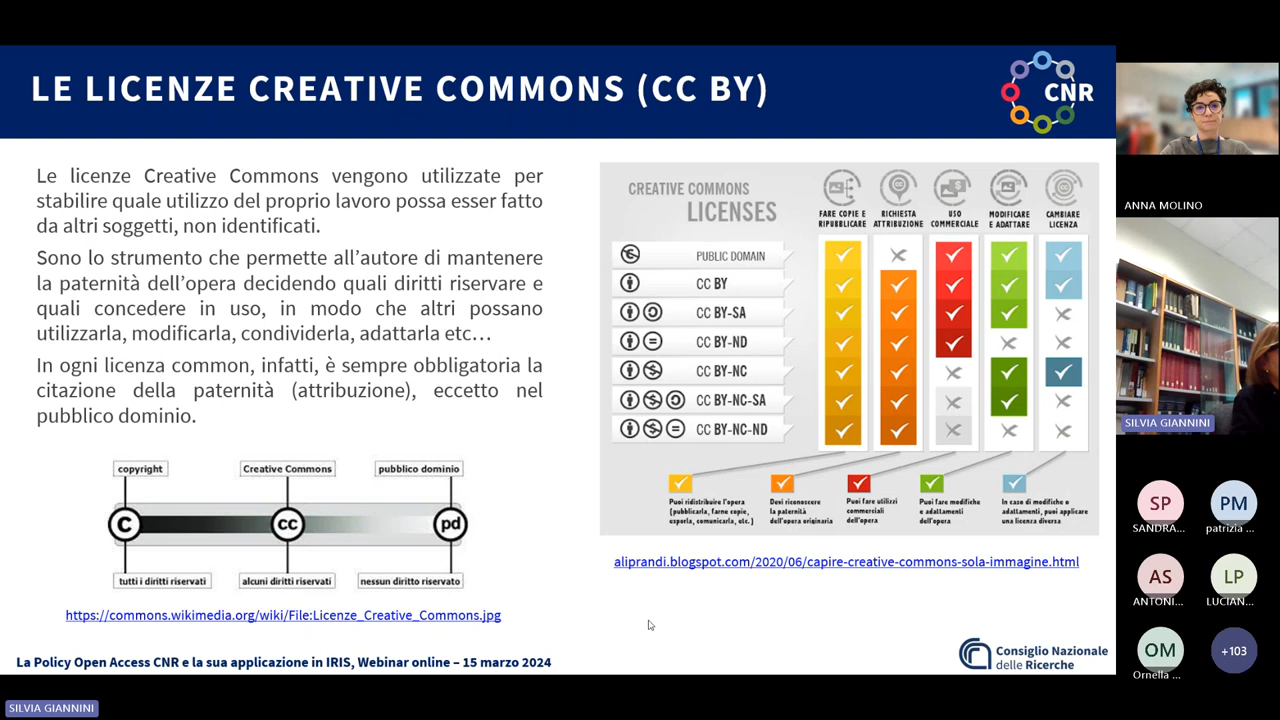 LE LICENZE CREATIVE COMMONS (CC BY)
CNR
Le licenze Creative Commons vengono utilizzate per
stabilire quale utilizzo del proprio lavoro possa esser fatto
da altri soggetti, non identificati.
Sono lo strumento che permette all’autore di mantenere
la paternità dell’opera decidendo quali diritti riservare e
quali concedere in uso, in modo che altri possano
utilizzarla, modificarla, condividerla, adattarla etc…
In ogni licenza common, infatti, è sempre obbligatoria la
citazione della paternità (attribuzione), eccetto nel
pubblico dominio.
copyright
Creative Commons
pubblico dominio
C
cc
pd
tutti i diritti riservati
alcuni diritti riservati
nessun diritto riservato
https://commons.wikimedia.org/wiki/File:Licenze_Creative_Commons.jpg
CREATIVE COMMONS
LICENSES
FARE COPIE E
RIPUBBLICARE
RICHIESTA
ATTRIBUZIONE
USO
COMMERCIALE
MODIFICARE
E ADATTARE
CAMBIARE
LICENZA
PUBLIC DOMAIN
CC BY
CC BY-SA
CC BY-ND
CC BY-NC
CC BY-NC-SA
CC BY-NC-ND
Puoi ridistribuire l'opera
(pubblicarla, farne copie,
esporla, comunicarla, etc.)
Devi riconoscere
la paternità
dell'opera originaria
Puoi fare utilizzi
commerciali
dell'opera
Puoi fare modifiche
e adattamenti
dell'opera
In caso di modifiche o
adattamenti, puoi applicare
una licenza diversa
aliprandi.blogspot.com/2020/06/capire-creative-commons-sola-immagine.html
La Policy Open Access CNR e la sua applicazione in IRIS, Webinar online – 15 marzo 2024
Consiglio Nazionale
delle Ricerche
SILVIA GIANNINI
ANNA MOLINO
SILVIA GIANNINI
SP
SANDRA...
PM
patrizia ...
AS
ANTONI...
LP
LUCIAN...
OM
Ornella ...
+103